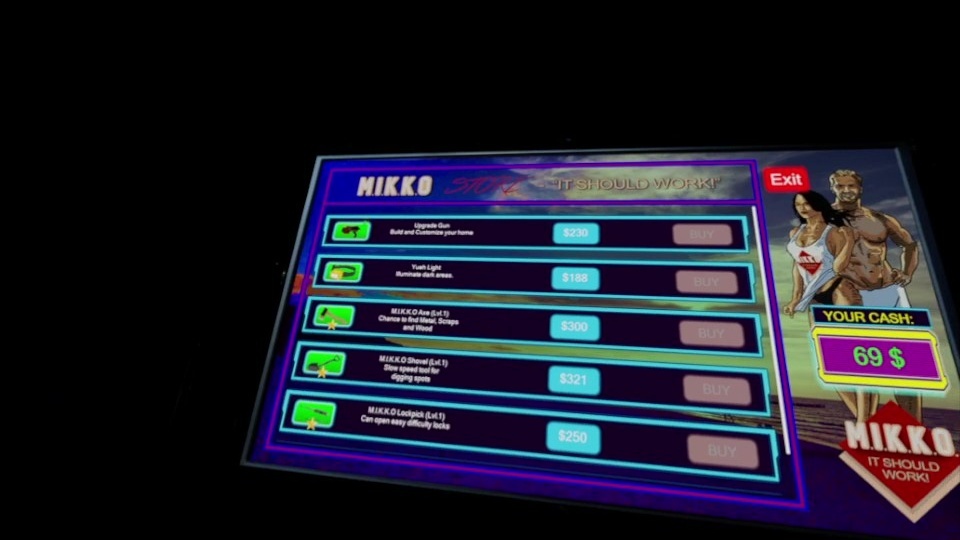 MIKKO STORE - "IT SHOULD WORK!"
Exit
Upgrade Gun
Build and Customize your home
$230
BUY
Yush Light
Illuminate dark areas.
$188
BUY
M.I.K.K.O Axe (Lvl.1)
Chance to find Metal, Scraps
and Wood
$300
BUY
M.I.K.K.O Shovel (Lvl.1)
Slow speed tool for
digging spots
$321
BUY
M.I.K.K.O Lockpick (Lvl.1)
Can open easy difficulty locks
$250
BUY
YOUR CASH:
69 $
M.I.K.K.O.
IT SHOULD
WORK!